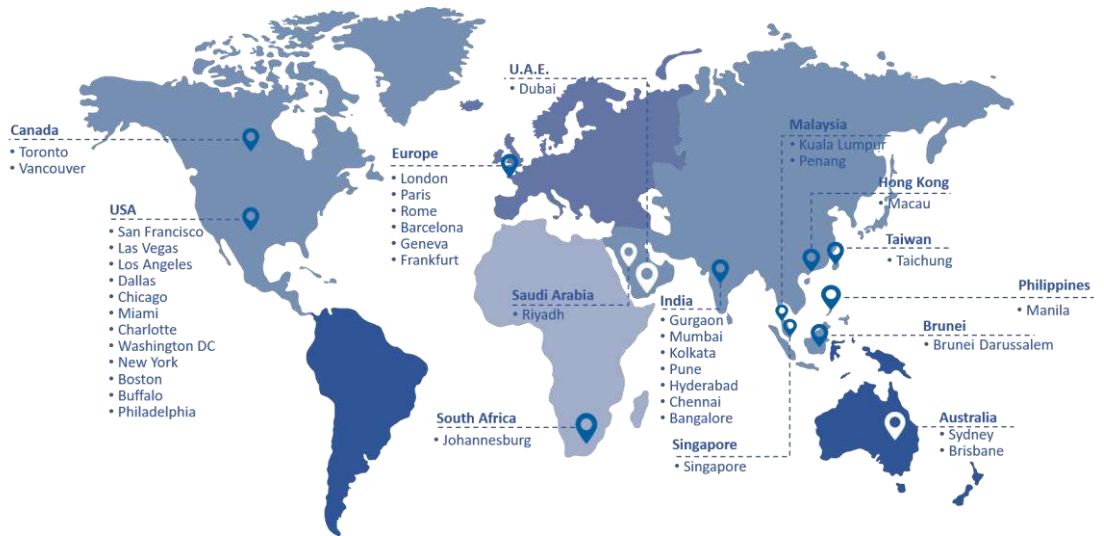 Canada
• Toronto
• Vancouver
USA
• San Francisco
• Las Vegas
• Los Angeles
• Dallas
• Chicago
• Miami
• Charlotte
• Washington DC
• New York
• Boston
• Buffalo
• Philadelphia
Europe
• London
• Paris
• Rome
• Barcelona
• Geneva
• Frankfurt
U.A.E.
• Dubai
Saudi Arabia
• Riyadh
South Africa
• Johannesburg
India
• Gurgaon
• Mumbai
• Kolkata
• Pune
• Hyderabad
• Chennai
• Bangalore
Singapore
• Singapore
Malaysia
• Kuala Lumpur
• Penang
Hong Kong
• Macau
Taiwan
• Taichung
Philippines
• Manila
Brunei
• Brunei Darussalem
Australia
• Sydney
• Brisbane